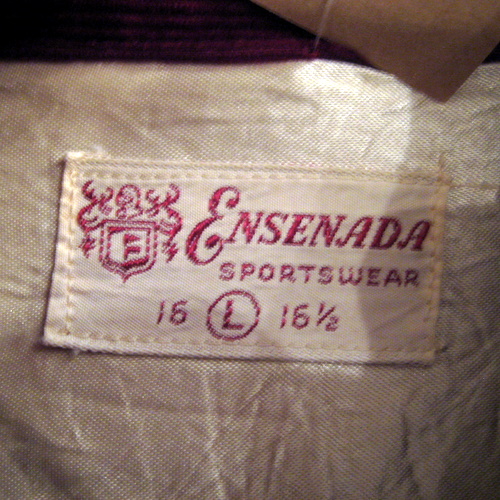 E
ENSENADA
SPORTSWEAR
16 L 16½